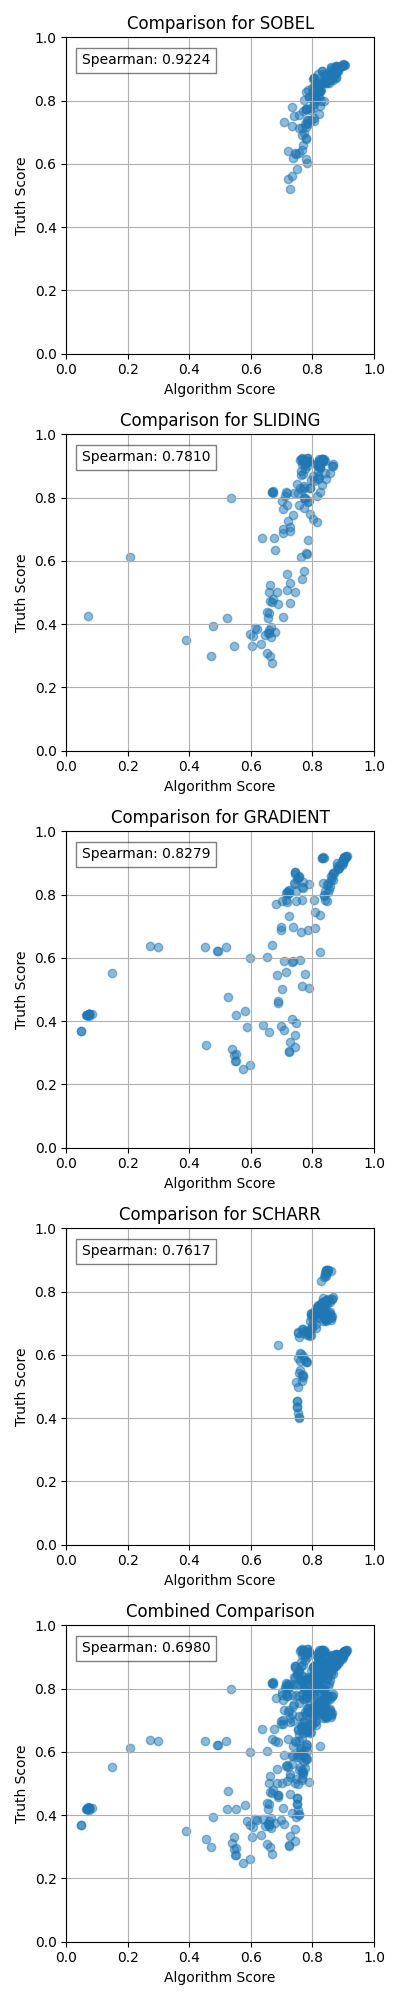 Comparison for SOBEL
Spearman: 0.9224
1.0
0.8
0.6
0.4
0.2
0.0
Truth Score
0.0 0.2 0.4 0.6 0.8 1.0
Algorithm Score
Comparison for SLIDING
Spearman: 0.7810
1.0
0.8
0.6
0.4
0.2
0.0
Truth Score
0.0 0.2 0.4 0.6 0.8 1.0
Algorithm Score
Comparison for GRADIENT
Spearman: 0.8279
1.0
0.8
0.6
0.4
0.2
0.0
Truth Score
0.0 0.2 0.4 0.6 0.8 1.0
Algorithm Score
Comparison for SCHARR
Spearman: 0.7617
1.0
0.8
0.6
0.4
0.2
0.0
Truth Score
0.0 0.2 0.4 0.6 0.8 1.0
Algorithm Score
Combined Comparison
Spearman: 0.6980
1.0
0.8
0.6
0.4
0.2
0.0
Truth Score
0.0 0.2 0.4 0.6 0.8 1.0
Algorithm Score